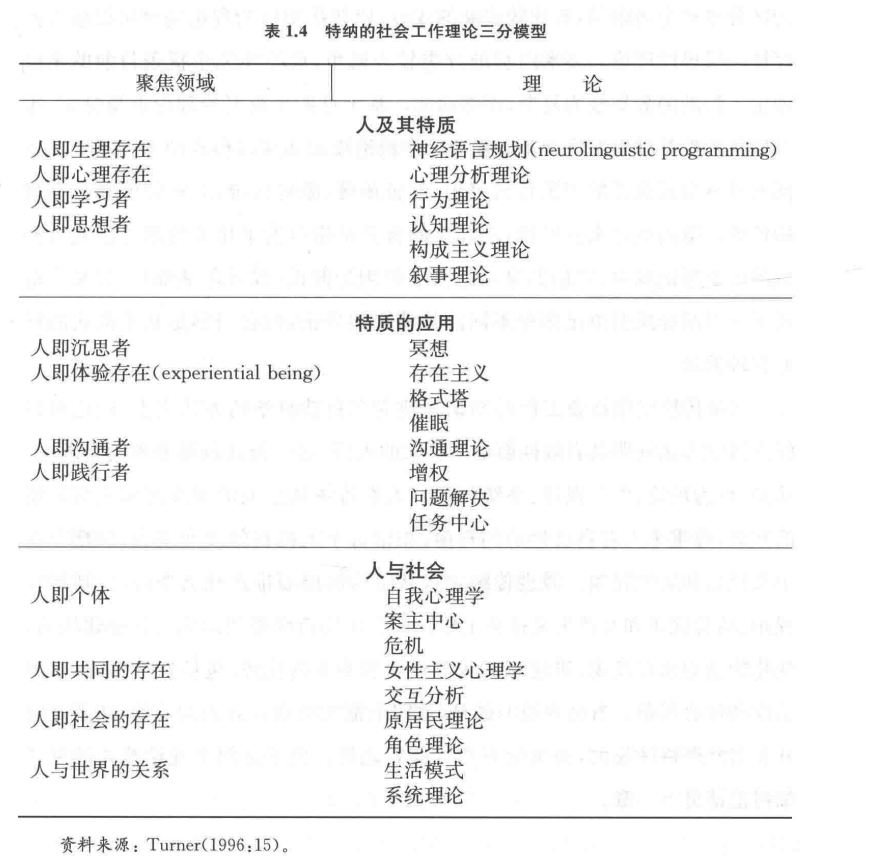 表 1.4 特纳的社会工作理论三分模型
聚焦领域 理 论
人及其特质
人即生理存在 神经语言规划(neurolinguistic programming)
人即心理存在 心理分析理论
人即学习者 行为理论
人即思想者 认知理论
构成主义理论
叙事理论
特质的应用
人即沉思者 冥想
人即体验存在(experiential being) 存在主义
格式塔
催眠
人即沟通者 沟通理论
人即践行者 增权
问题解决
任务中心
人与社会
人即个体 自我心理学
案主中心
危机
人即共同的存在 女性主义心理学
交互分析
人即社会的存在 原居民理论
角色理论
人与世界的关系 生活模式
系统理论
资料来源：Turner(1996:15)。